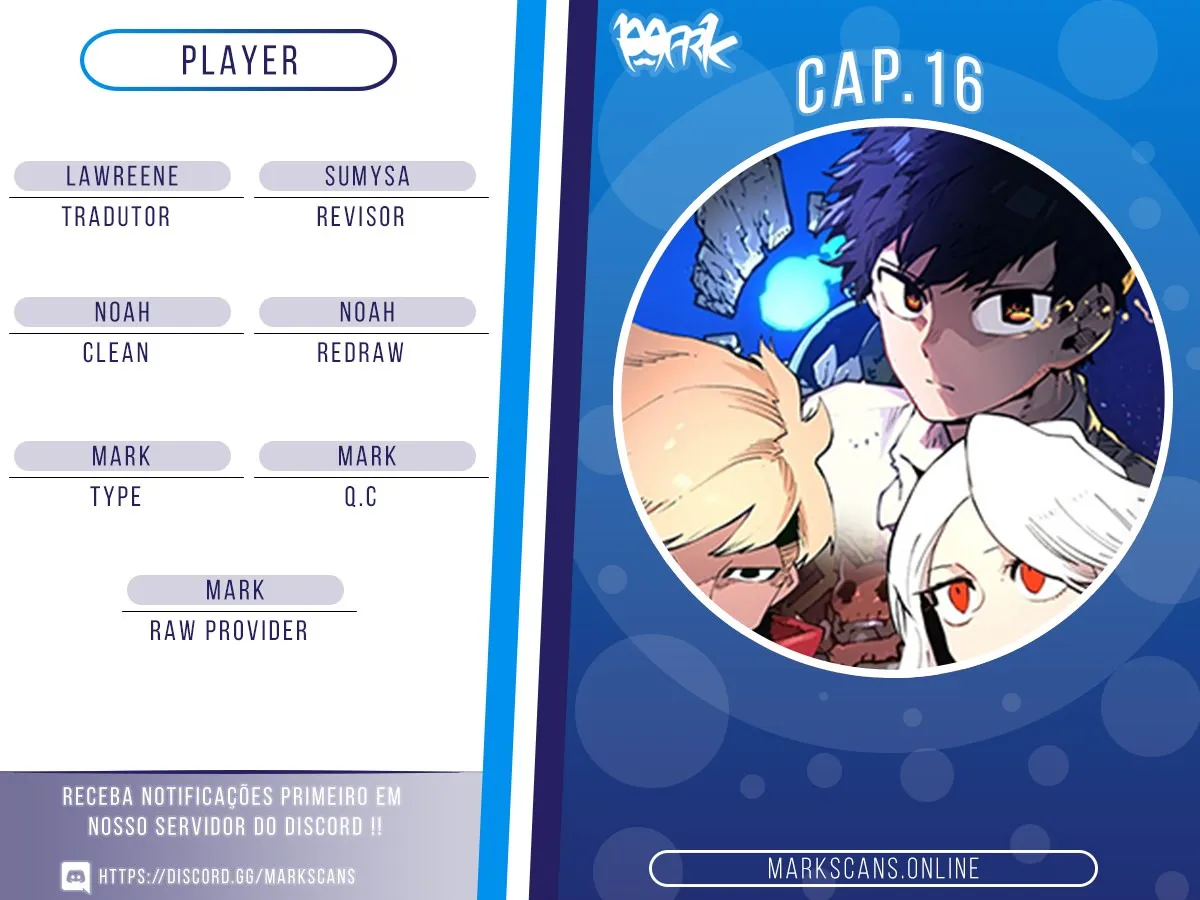 PLAYER
LAWREENE
TRADUTOR
SUMYSA
REVISOR
NOAH
CLEAN
NOAH
REDRAW
MARK
TYPE
MARK
Q.C
MARK
RAW PROVIDER
RECEBA NOTIFICAÇÕES PRIMEIRO EM
NOSSO SERVIDOR DO DISCORD !!
HTTPS://DISCORD.GG/MARKSCANS
MARK
CAP.16
MARKSCANS.ONLINE